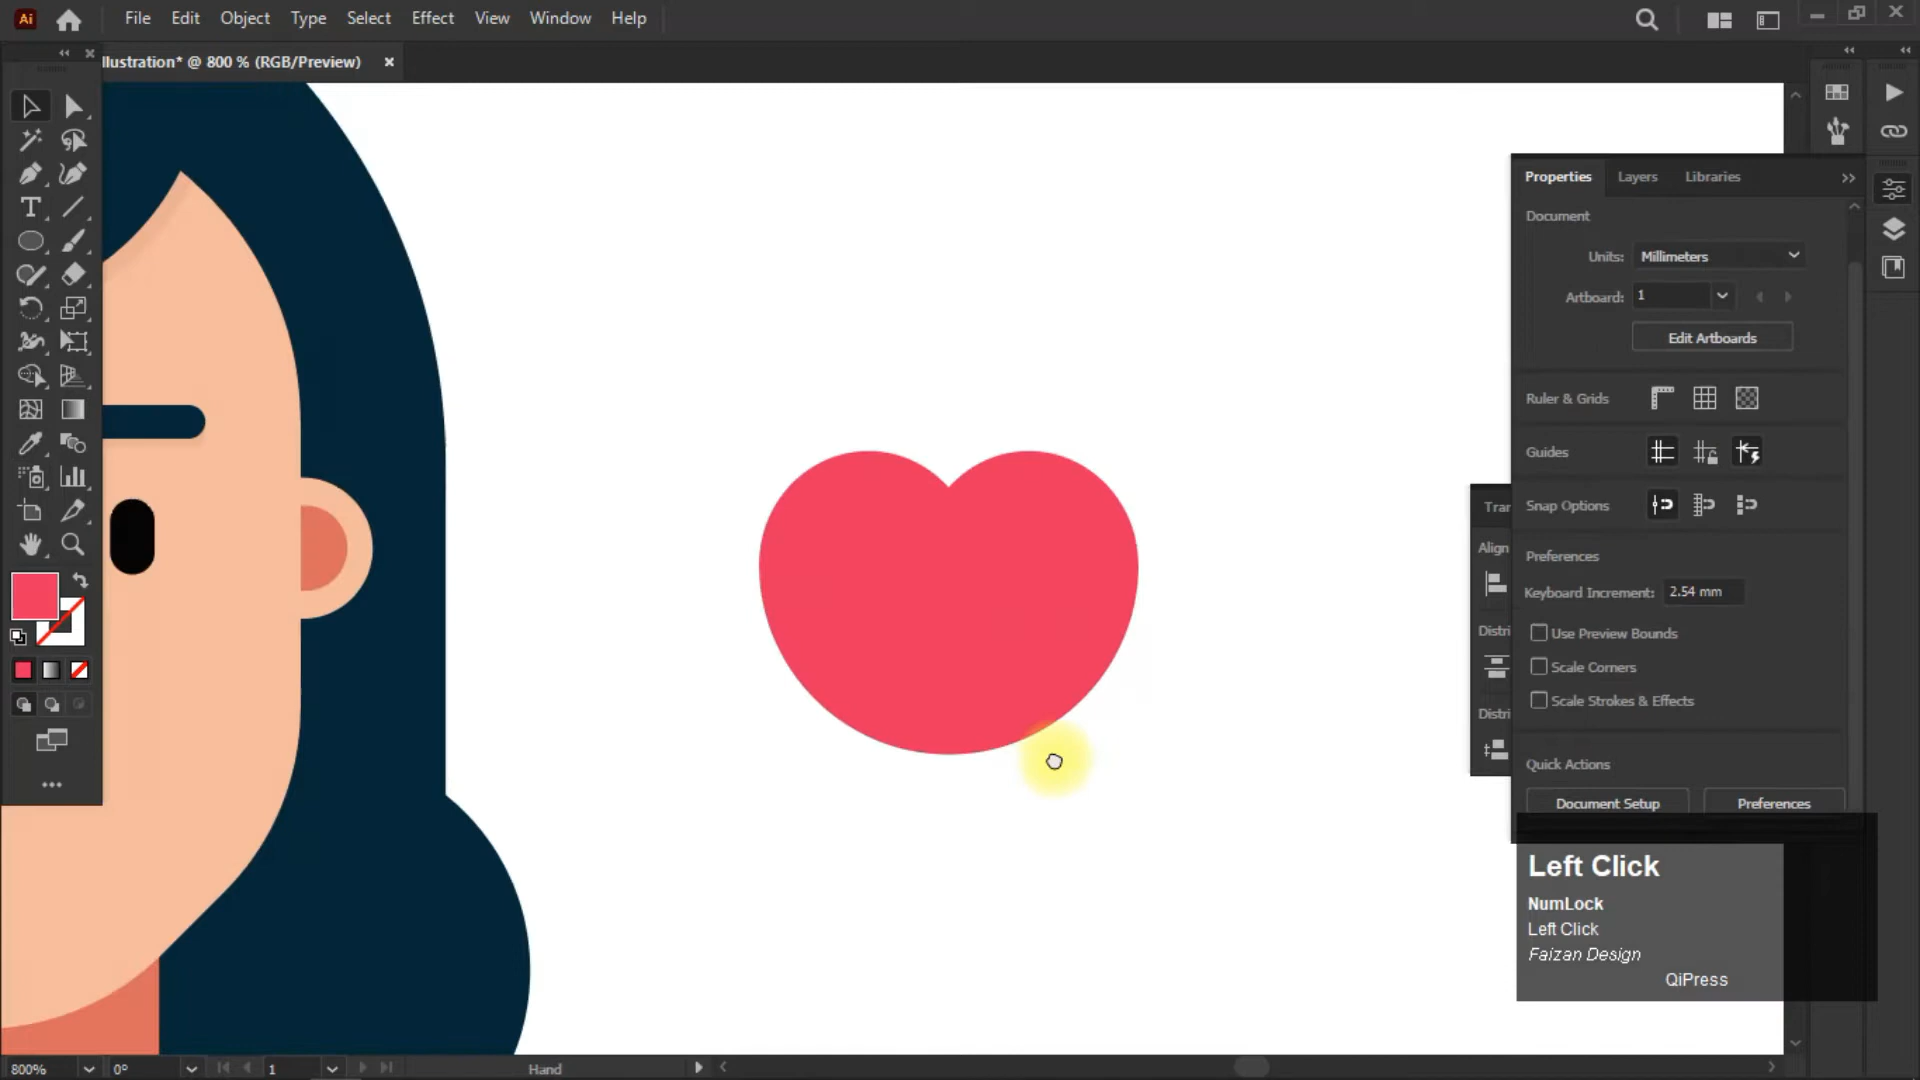 Ai
File Edit Object Type Select Effect View Window Help
llustration* @ 800 % (RGB/Preview)
Properties Layers Libraries
Document
Units: Millimeters
Artboard: 1
Edit Artboards
Ruler & Grids
Guides
Snap Options
Preferences
Keyboard Increment: 2.54 mm
Use Preview Bounds
Scale Corners
Scale Strokes & Effects
Quick Actions
Document Setup Preferences
Tran
Align
Distri
Distri
Left Click
NumLock
Left Click
Faizan Design
QiPress
800% 0° 1 Hand